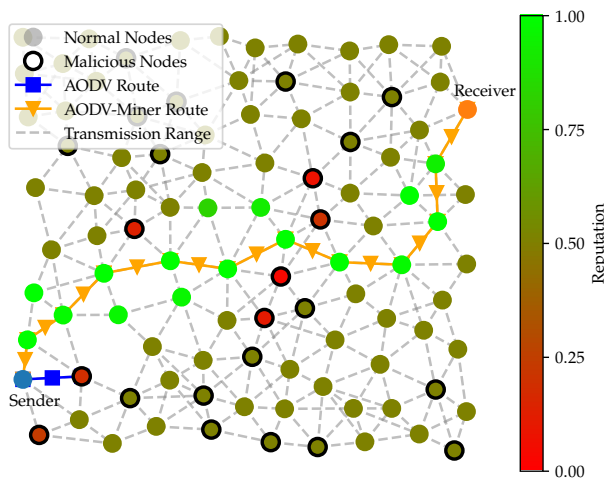 Normal Nodes
Malicious Nodes
AODV Route
AODV-Miner Route
Transmission Range
Receiver
Sender
1.00
0.75
0.50
0.25
0.00
Reputation